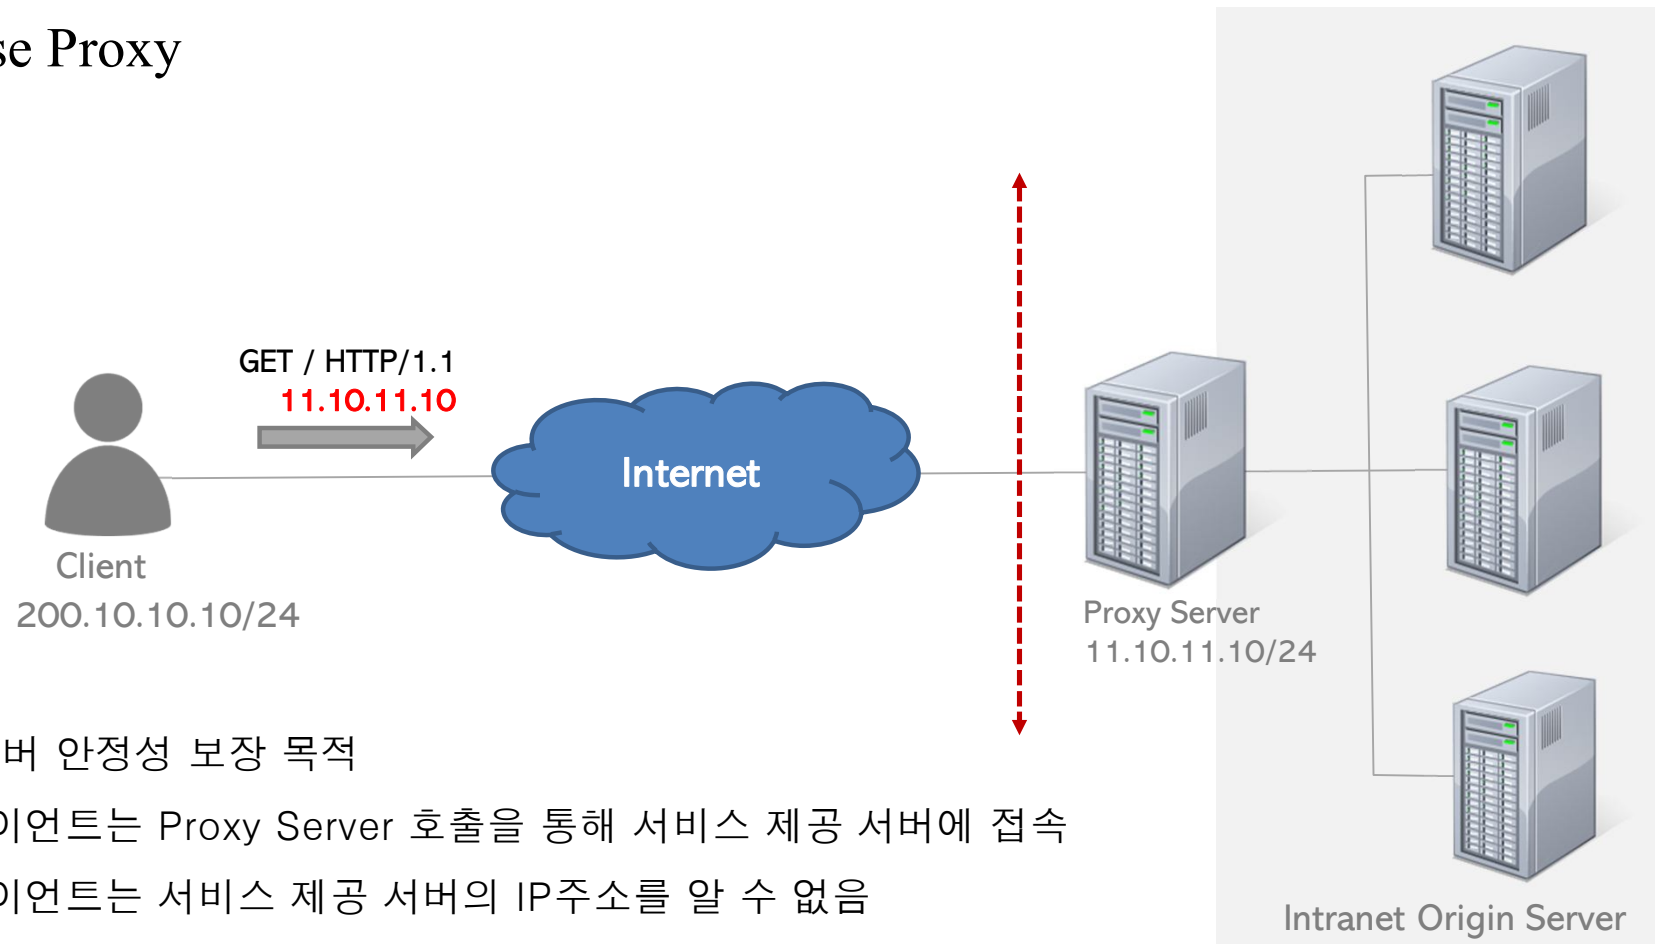 se Proxy
GET / HTTP/1.1
11.10.11.10
Internet
Client
200.10.10.10/24
Proxy Server
11.10.11.10/24
버 안정성 보장 목적
이언트는 Proxy Server 호출을 통해 서비스 제공 서버에 접속
이언트는 서비스 제공 서버의 IP주소를 알 수 없음
Intranet Origin Server